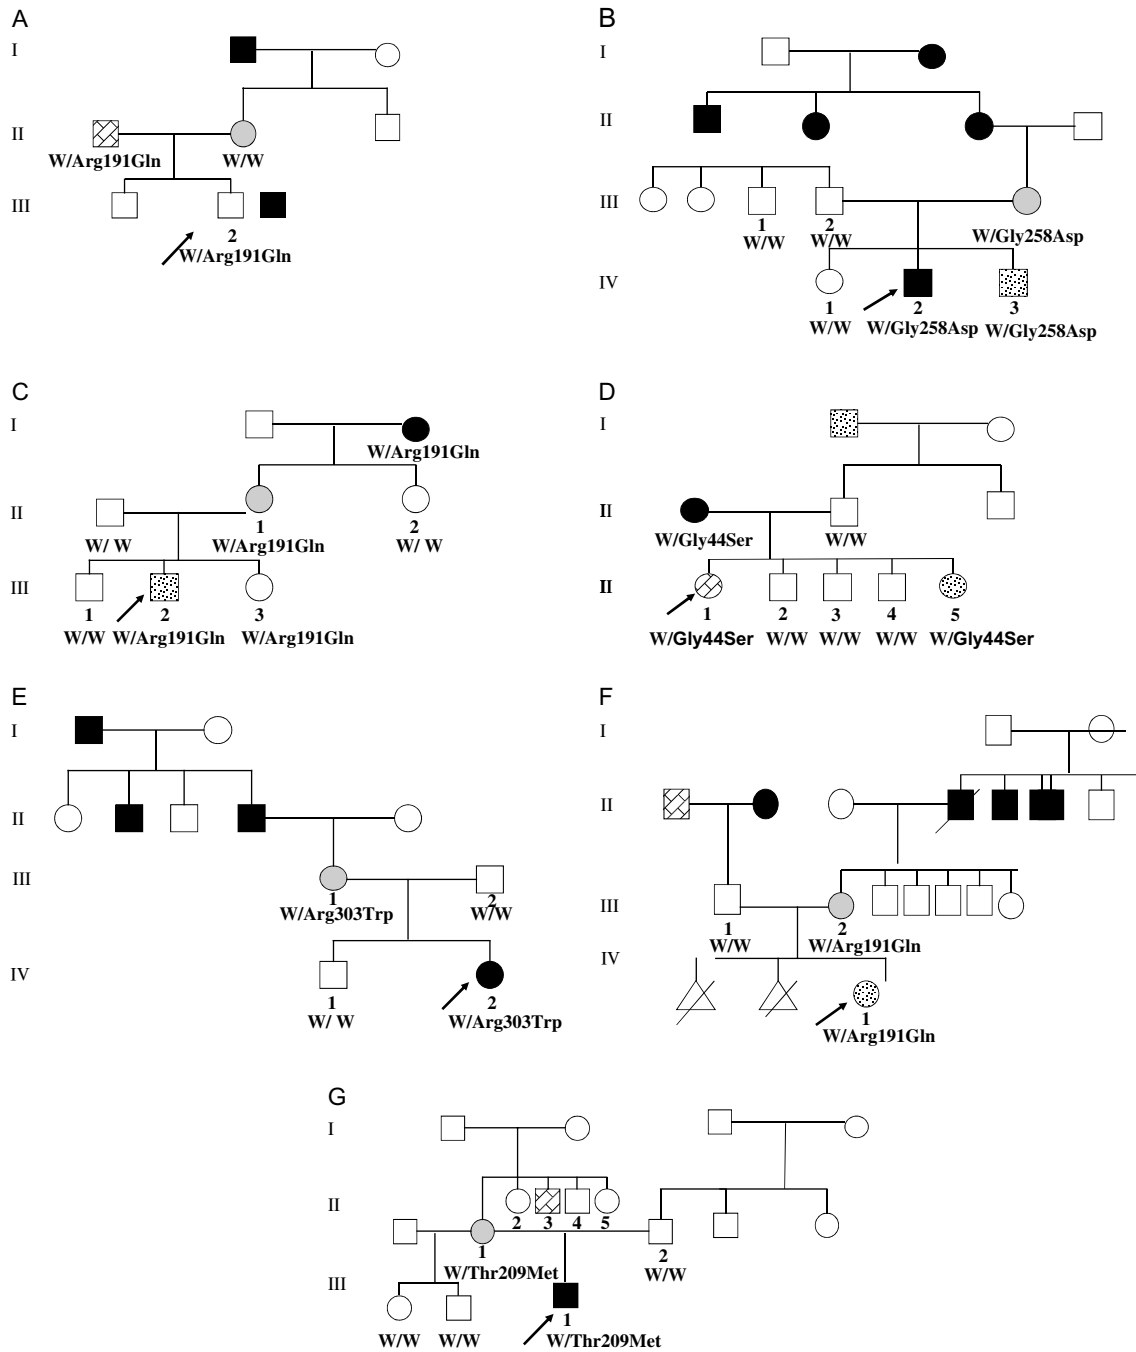 A
I
II
W/Arg191Gln
W/W
III
2
W/Arg191Gln
B
I
II
III
1
W/W
2
W/W
W/Gly258Asp
IV
1
W/W
2
W/Gly258Asp
3
W/Gly258Asp
C
I
W/Arg191Gln
II
W/ W
1
W/Arg191Gln
2
W/ W
III
1
W/W
2
W/Arg191Gln
3
W/Arg191Gln
D
I
II
W/Gly44Ser
W/W
II
1
W/Gly44Ser
2
W/W
3
W/W
4
W/W
5
W/Gly44Ser
E
I
II
III
1
W/Arg303Trp
2
W/W
IV
1
W/ W
2
W/Arg303Trp
F
I
II
III
1
W/W
2
W/Arg191Gln
IV
1
W/Arg191Gln
G
I
II
2 3 4 5
1
W/Thr209Met
2
W/W
III
W/W
W/W
1
W/Thr209Met